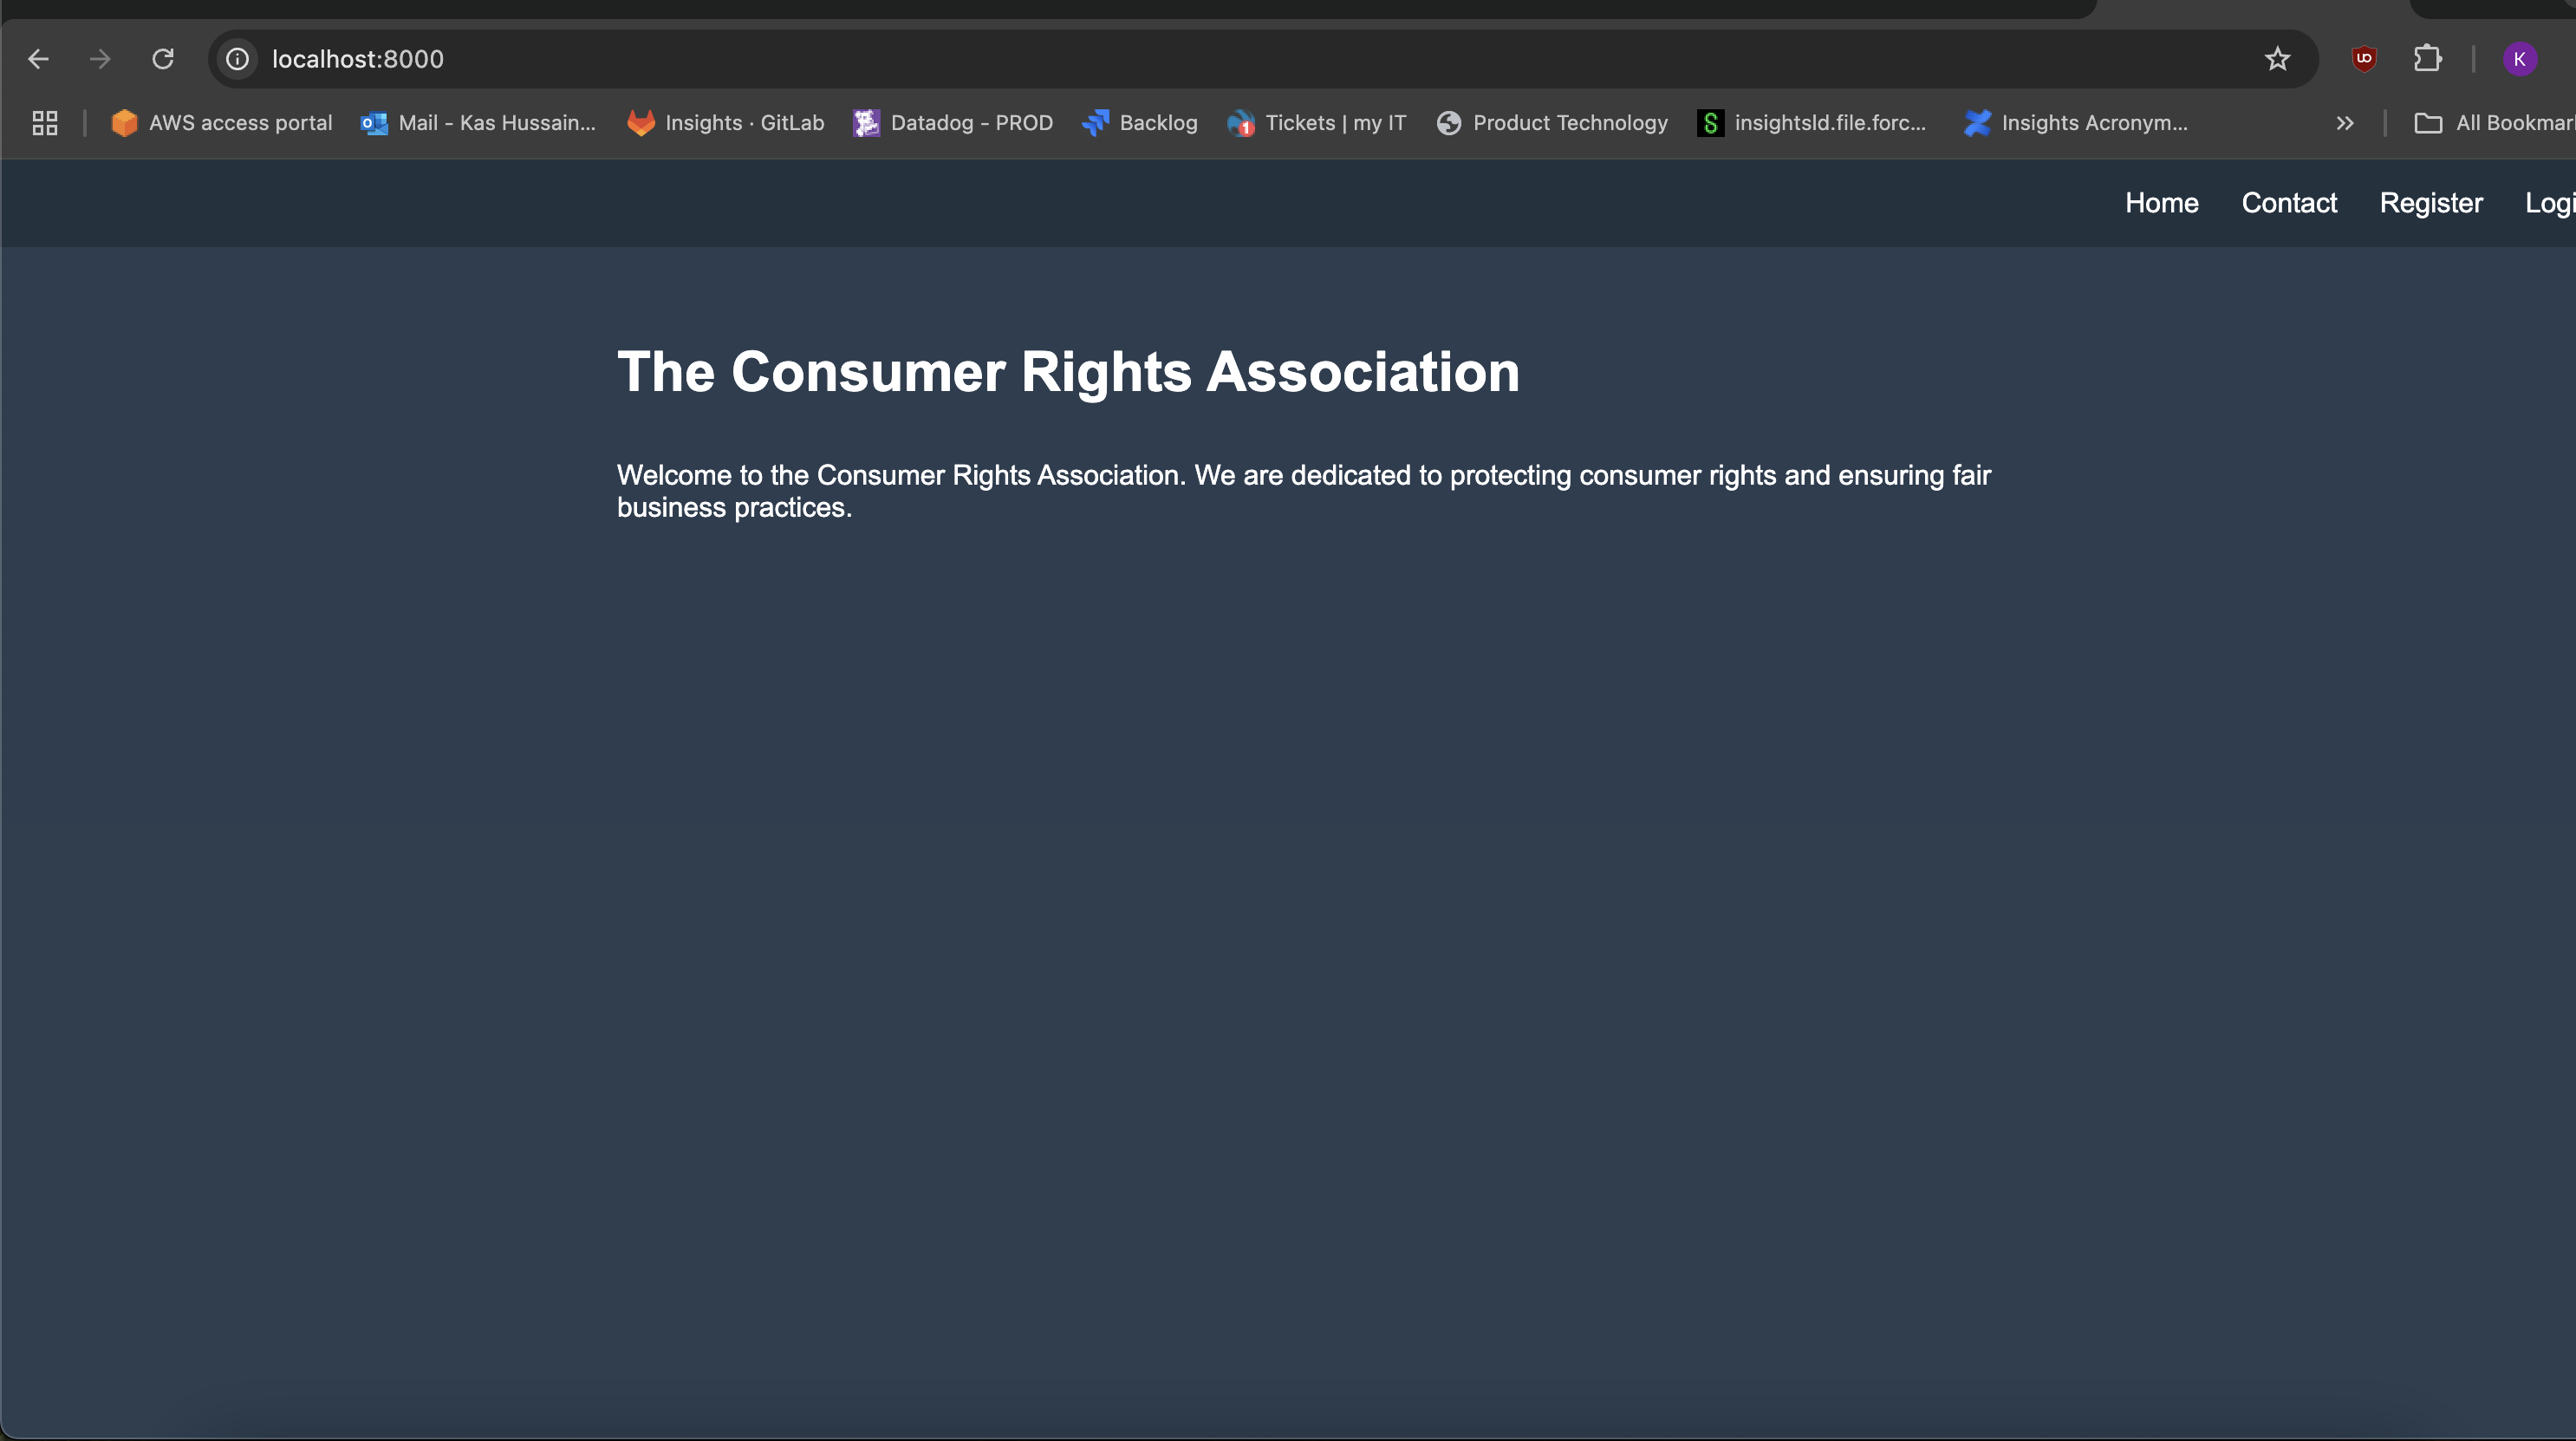 localhost:8000
K
AWS access portal
Mail - Kas Hussain...
Insights · GitLab
Datadog - PROD
Backlog
1
Tickets | my IT
Product Technology
insightsld.file.forc...
Insights Acronym...
All Bookmar
Home Contact Register Logi
The Consumer Rights Association
Welcome to the Consumer Rights Association. We are dedicated to protecting consumer rights and ensuring fair
business practices.